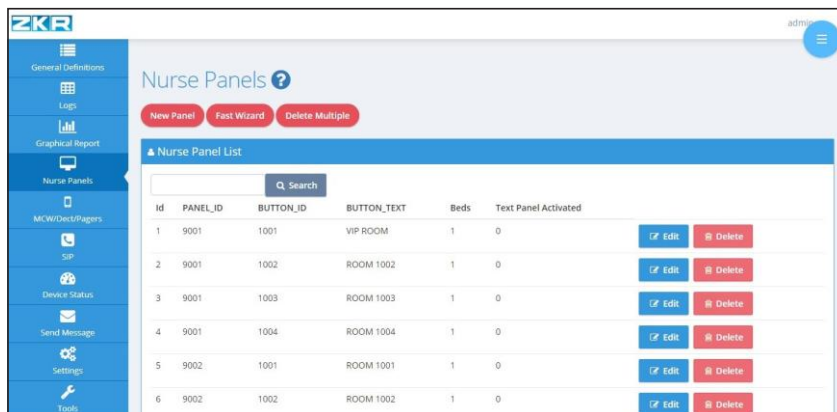 ZKR
General Definitions
Logs
Graphical Report
Nurse Panels
MCW/Dect/Pagers
SIP
Device Status
Send Message
Settings
Tools
Nurse Panels ?
New Panel Fast Wizard Delete Multiple
Nurse Panel List
Search
Id PANEL_ID BUTTON_ID BUTTON_TEXT Beds Text Panel Activated
1 9001 1001 VIP ROOM 1 0 Edit Delete
2 9001 1002 ROOM 1002 1 0 Edit Delete
3 9001 1003 ROOM 1003 1 0 Edit Delete
4 9001 1004 ROOM 1004 1 0 Edit Delete
5 9002 1001 ROOM 1001 1 0 Edit Delete
6 9002 1002 ROOM 1002 1 0 Edit Delete